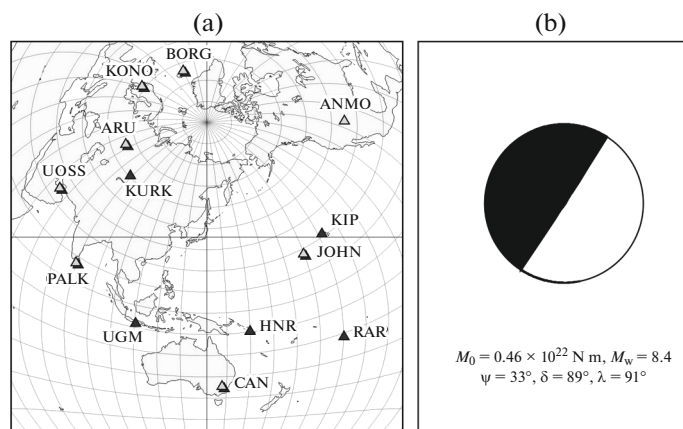 (a)
(b)
BORG
KONO
ANMO
ARU
UOSS
KURK
KIP
JOHN
PALK
HNR
UGM
RAR
CAN
M₀ = 0.46 × 10²² N m, M_w = 8.4
ψ = 33°, δ = 89°, λ = 91°